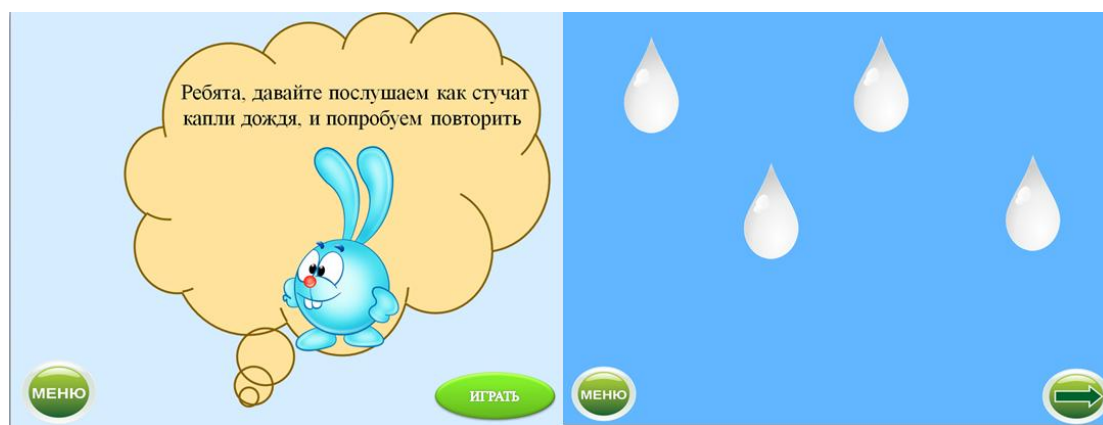 Ребята, давайте послушаем как стучат
капли дождя, и попробуем повторить
МЕНЮ
ИГРАТЬ
МЕНЮ